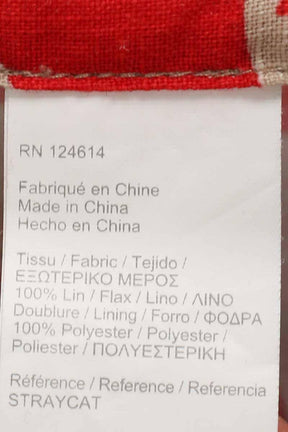 RN 124614
Fabriqué en Chine
Made in China
Hecho en China
Tissu / Fabric / Tejido /
ΕΞΩΤΕΡΙΚΟ ΜΕΡΟΣ
100% Lin / Flax / Lino / ΛΙΝΟ
Doublure / Lining / Forro / ΦΟΔΡΑ
100% Polyester / Polyester /
Poliester / ΠΟΛΥΕΣΤΕΡΙΚΗ
Référence / Reference / Referencia
STRAYCAT